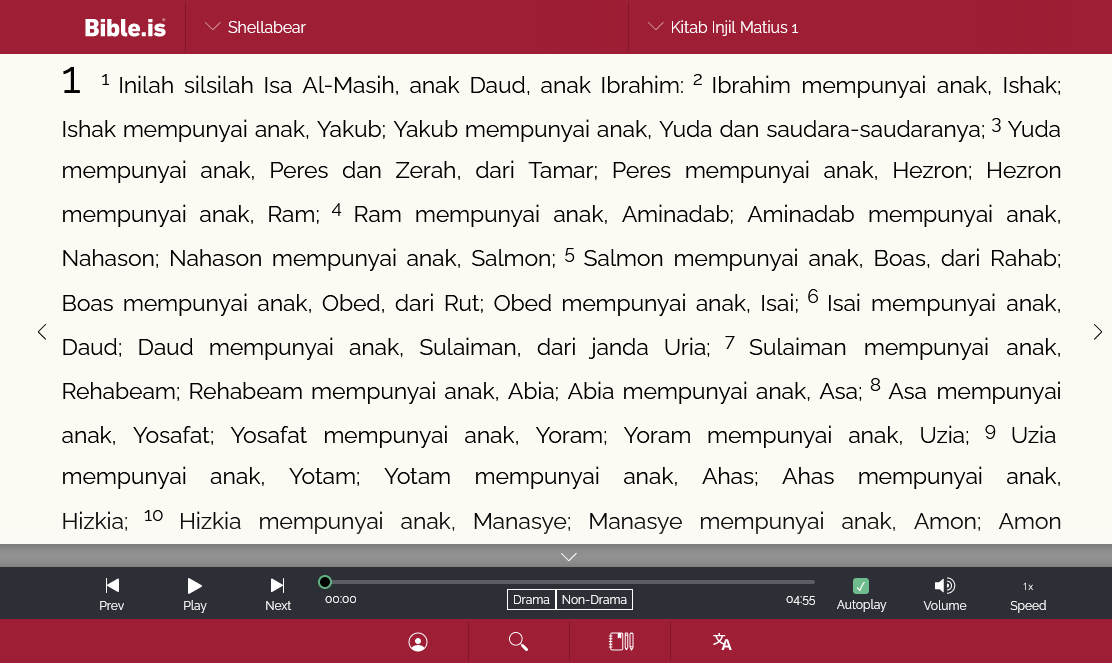 Bible.is
Shellabear
Kitab Injil Matius 1
1 1 Inilah silsilah Isa Al-Masih, anak Daud, anak Ibrahim: 2 Ibrahim mempunyai anak, Ishak;
Ishak mempunyai anak, Yakub; Yakub mempunyai anak, Yuda dan saudara-saudaranya; 3 Yuda
mempunyai anak, Peres dan Zerah, dari Tamar; Peres mempunyai anak, Hezron; Hezron
mempunyai anak, Ram; 4 Ram mempunyai anak, Aminadab; Aminadab mempunyai anak,
Nahason; Nahason mempunyai anak, Salmon; 5 Salmon mempunyai anak, Boas, dari Rahab;
Boas mempunyai anak, Obed, dari Rut; Obed mempunyai anak, Isai; 6 Isai mempunyai anak,
Daud; Daud mempunyai anak, Sulaiman, dari janda Uria; 7 Sulaiman mempunyai anak,
Rehabeam; Rehabeam mempunyai anak, Abia; Abia mempunyai anak, Asa; 8 Asa mempunyai
anak, Yosafat; Yosafat mempunyai anak, Yoram; Yoram mempunyai anak, Uzia; 9 Uzia
mempunyai anak, Yotam; Yotam mempunyai anak, Ahas; Ahas mempunyai anak,
Hizkia; 10 Hizkia mempunyai anak, Manasye; Manasye mempunyai anak, Amon; Amon
Prev
Play
Next
00:00
Drama Non-Drama
04:55
Autoplay
Volume
1x
Speed